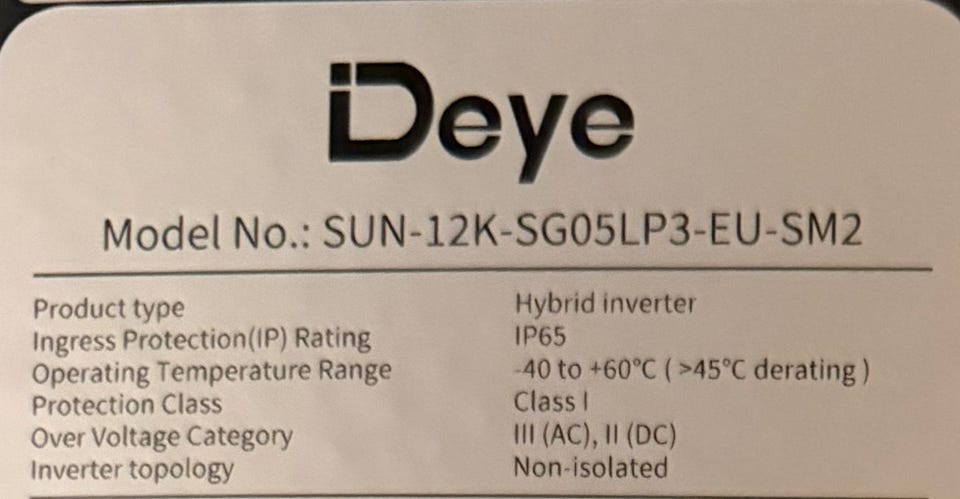 Deye
Model No.: SUN-12K-SG05LP3-EU-SM2
Product type Hybrid inverter
Ingress Protection(IP) Rating IP65
Operating Temperature Range -40 to +60℃ ( >45℃ derating )
Protection Class Class I
Over Voltage Category III (AC), II (DC)
Inverter topology Non-isolated